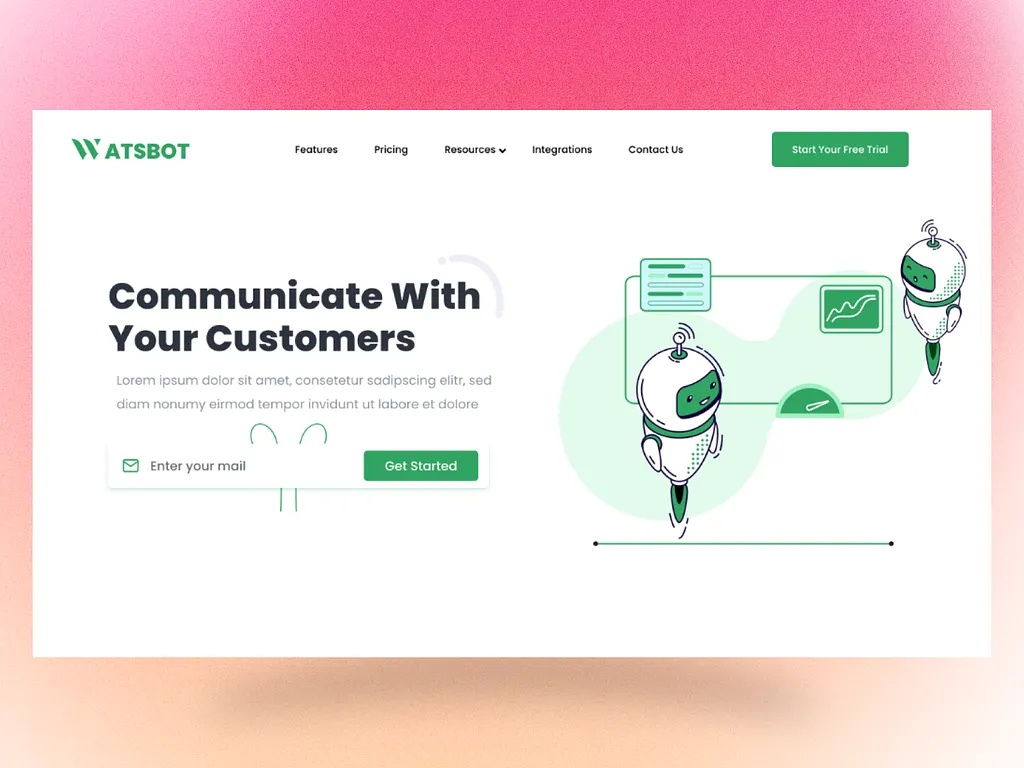 WATSBOT
Features Pricing Resources Integrations Contact Us Start Your Free Trial
Communicate With
Your Customers
Lorem ipsum dolor sit amet, consetetur sadipscing elitr, sed
diam nonumy eirmod tempor invidunt ut labore et dolore
Enter your mail Get Started